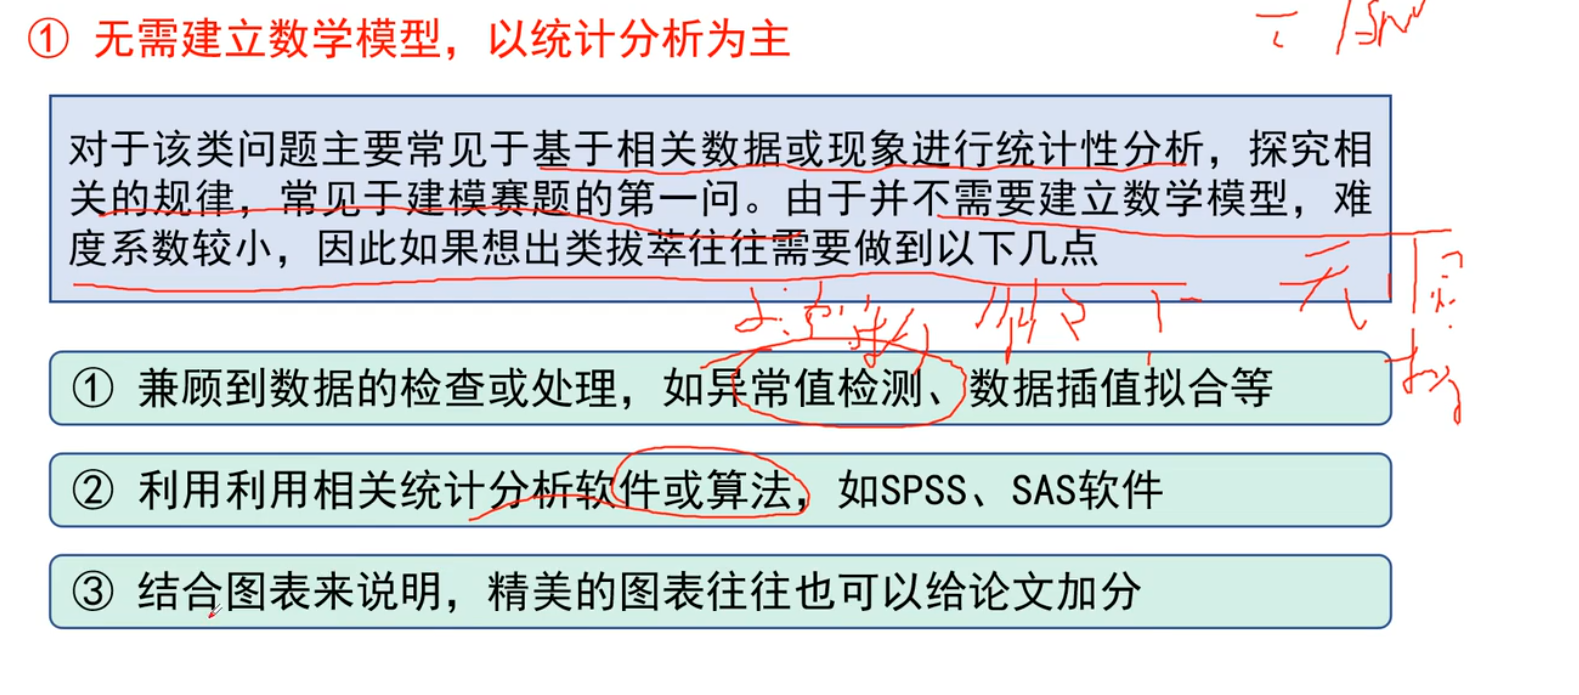 ① 无需建立数学模型，以统计分析为主
对于该类问题主要常见于基于相关数据或现象进行统计性分析，探究相
关的规律，常见于建模赛题的第一问。由于并不需要建立数学模型，难
度系数较小，因此如果想出类拔萃往往需要做到以下几点
① 兼顾到数据的检查或处理，如异常值检测、数据插值拟合等
② 利用利用相关统计分析软件或算法，如SPSS、SAS软件
③ 结合图表来说明，精美的图表往往也可以给论文加分